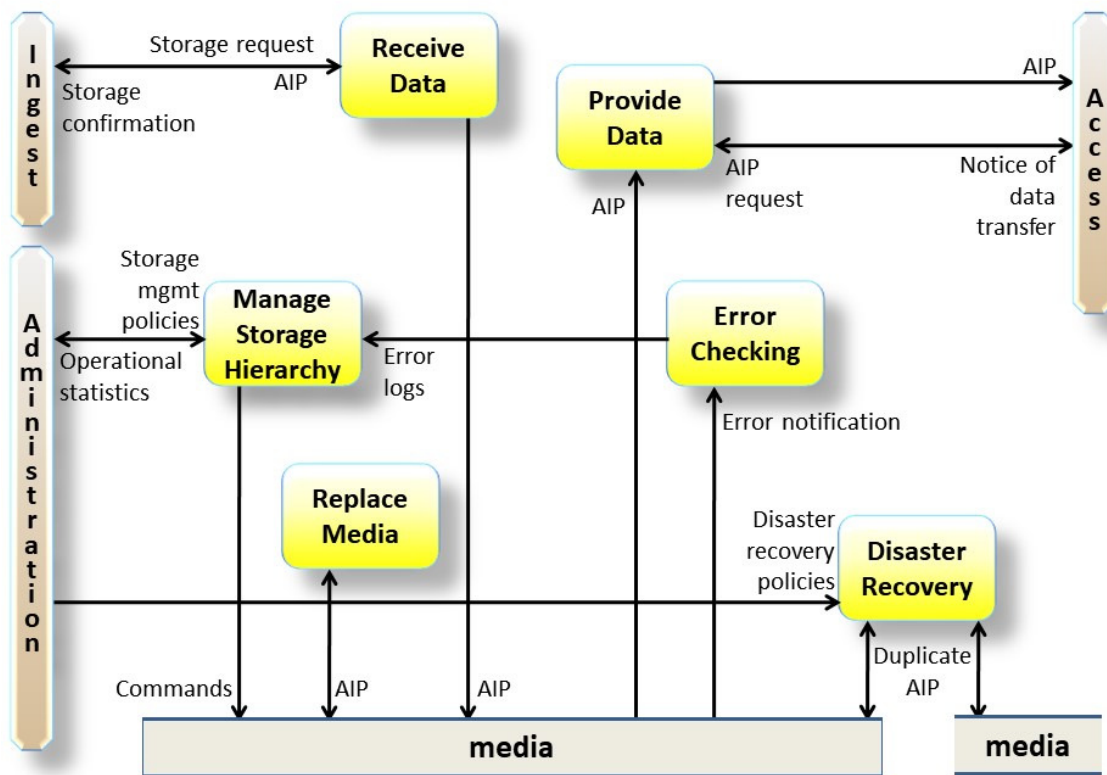 Ingest
Storage request
AIP
Storage
confirmation
Receive
Data
Provide
Data
AIP
AIP
request
Notice of
data
transfer
Access
AIP
Administration
Storage
mgmt
policies
Operational
statistics
Manage
Storage
Hierarchy
Error
logs
Error
Checking
Error notification
Replace
Media
Disaster
recovery
policies
Disaster
Recovery
Commands
AIP
AIP
Duplicate
AIP
media
media